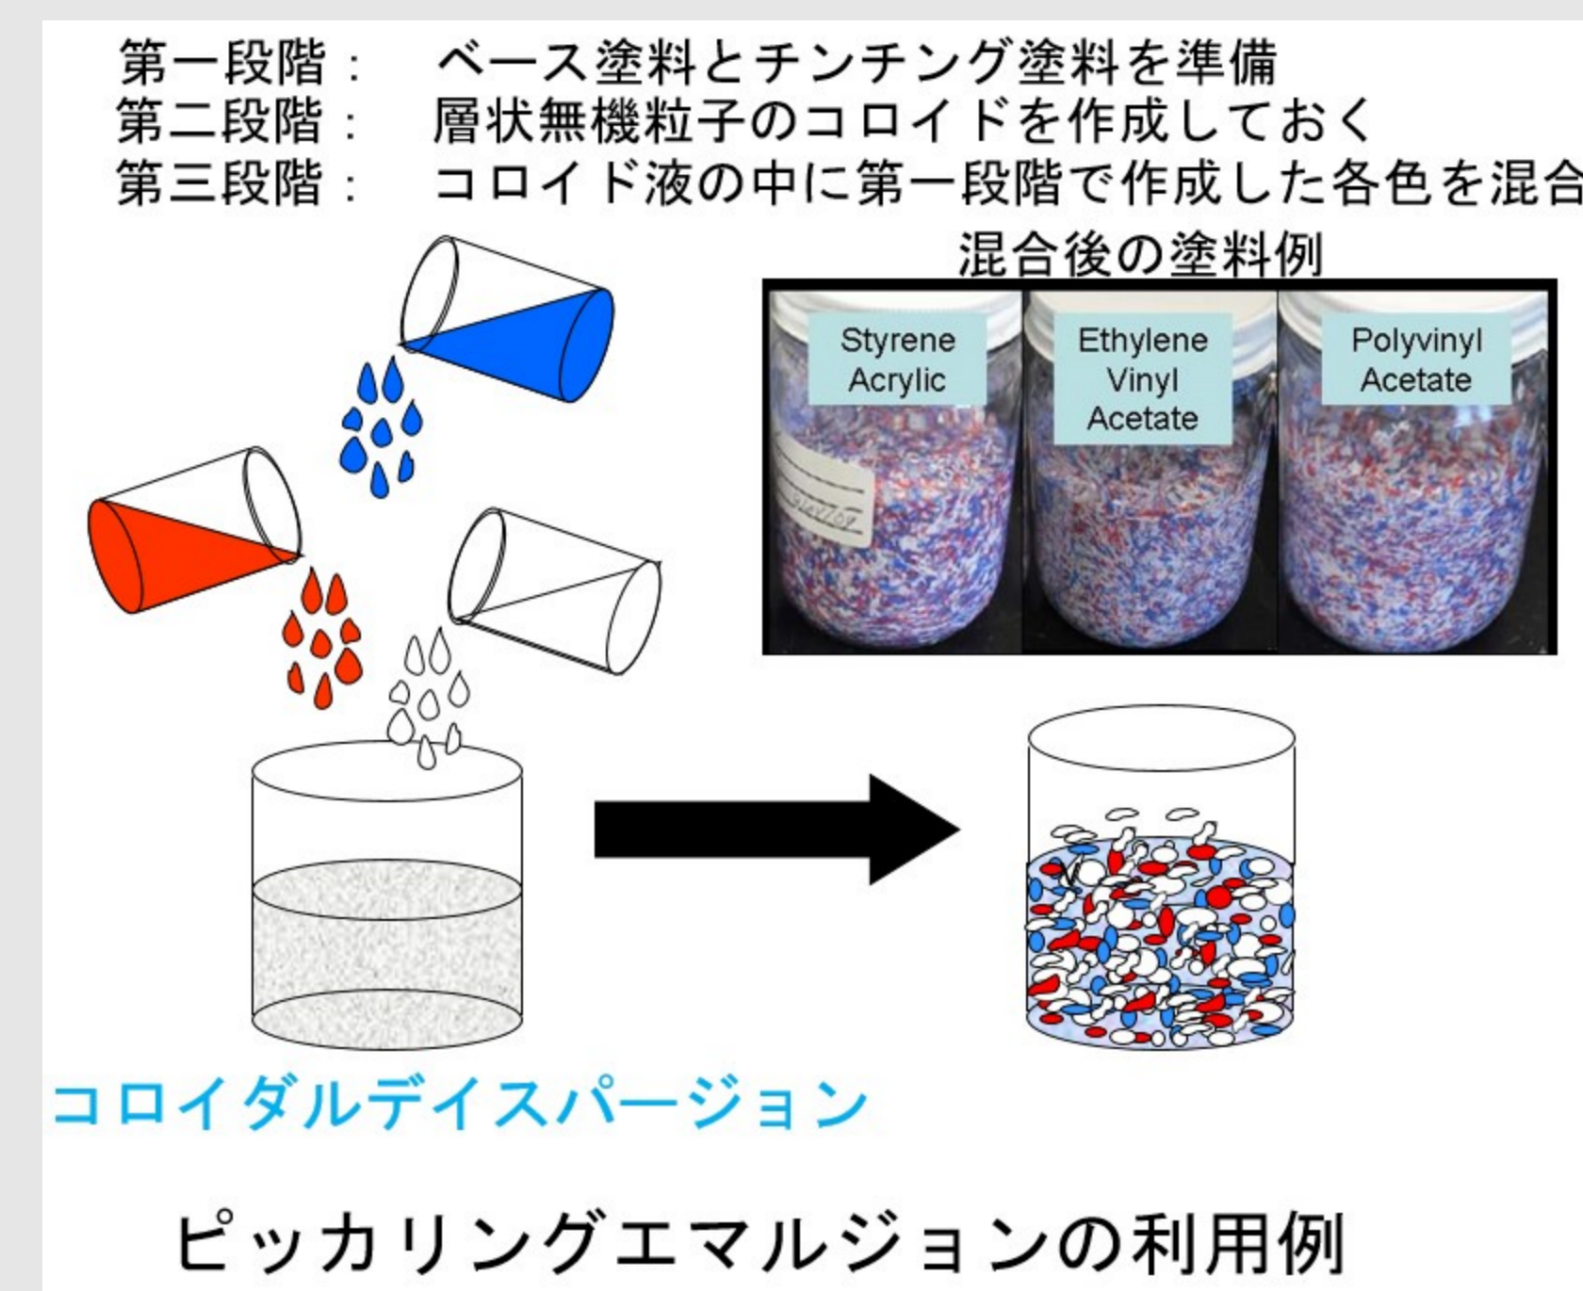 第一段階： ベース塗料とチンチング塗料を準備
第二段階： 層状無機粒子のコロイドを作成しておく
第三段階： コロイド液の中に第一段階で作成した各色を混合
混合後の塗料例
Styrene
Acrylic
Ethylene
Vinyl
Acetate
Polyvinyl
Acetate
コロイダルデイスパージョン
ピッカリングエマルジョンの利用例